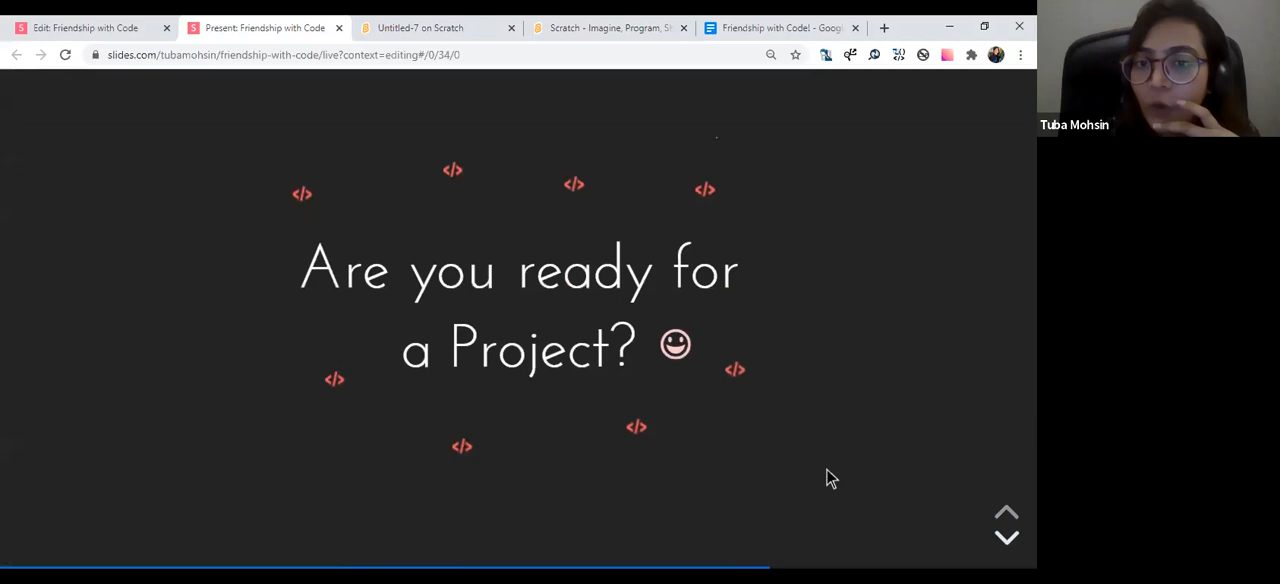 Edit: Friendship with Code
Present: Friendship with Code
Untitled-7 on Scratch
Scratch - Imagine, Program, Sh
Friendship with Code! - Googl
slides.com/tubamohsin/friendship-with-code/live?context=editing#/0/34/0
Tuba Mohsin
</>
</>
</>
</>
Are you ready for
a Project?
</>
</>
</>
</>